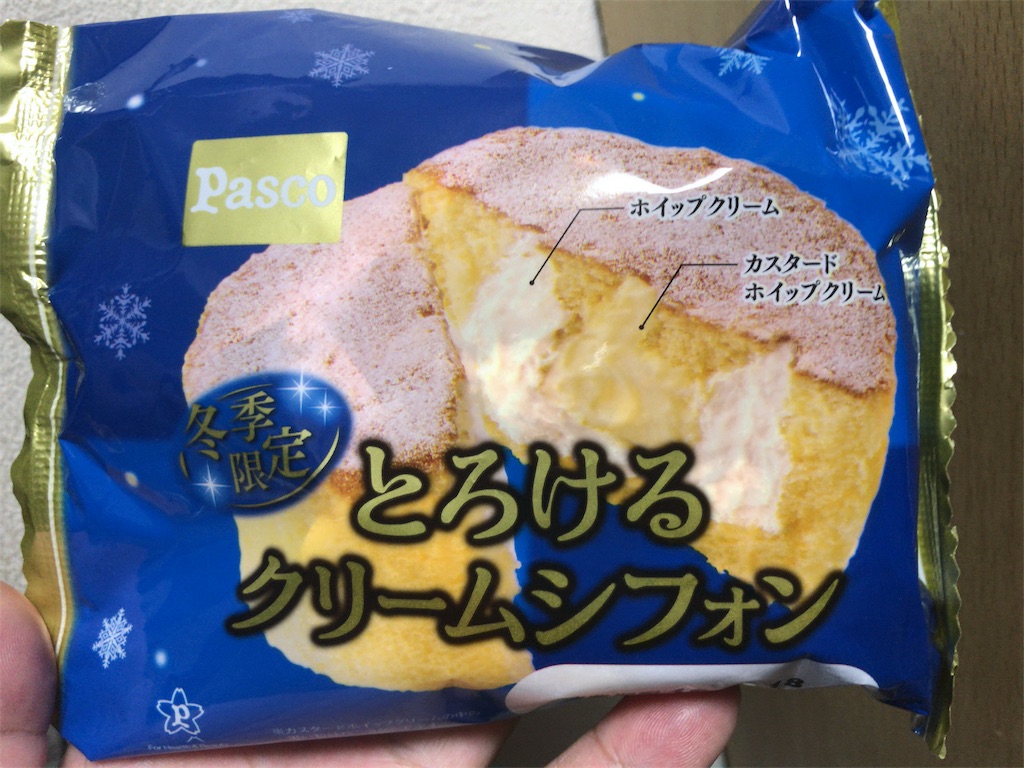 Pasco
ホイップクリーム
カスタード
ホイップクリーム
冬季
限定
とろける
クリームシフォン
P